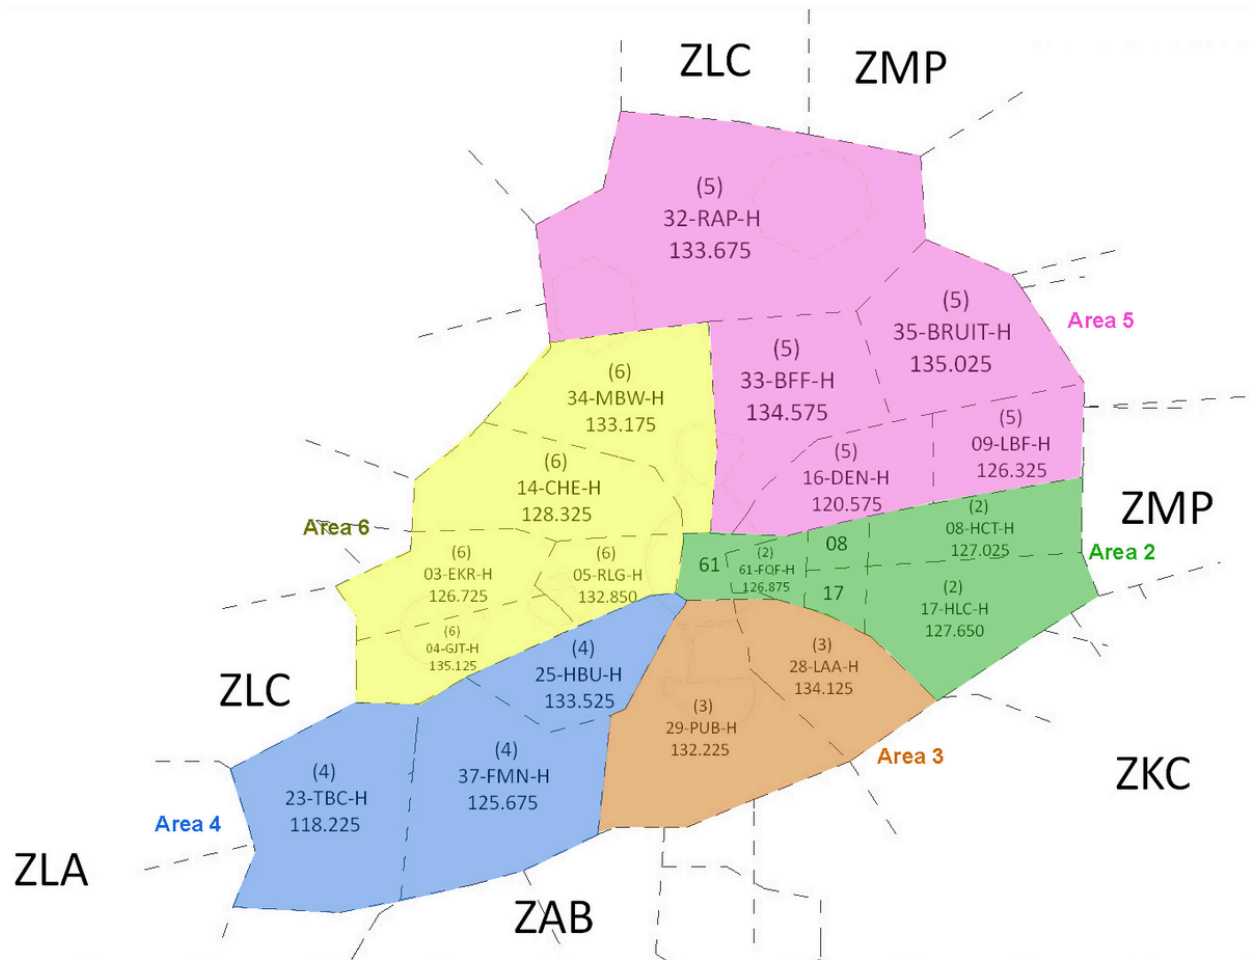 ZLC
ZMP
(5)
32-RAP-H
133.675
(5)
35-BRUIT-H
135.025
Area 5
(5)
33-BFF-H
134.575
(6)
34-MBW-H
133.175
(5)
09-LBF-H
126.325
(5)
16-DEN-H
120.575
(6)
14-CHE-H
128.325
ZMP
Area 6
(2)
08-HCT-H
127.025
Area 2
08
61
(2)
61-FQF-H
126.875
17
(6)
03-EKR-H
126.725
(6)
05-RLG-H
132.850
(2)
17-HLC-H
127.650
(6)
04-GJT-H
135.125
(4)
25-HBU-H
133.525
(3)
28-LAA-H
134.125
ZLC
(3)
29-PUB-H
132.225
(4)
37-FMN-H
125.675
(4)
23-TBC-H
118.225
Area 3
ZKC
Area 4
ZLA
ZAB